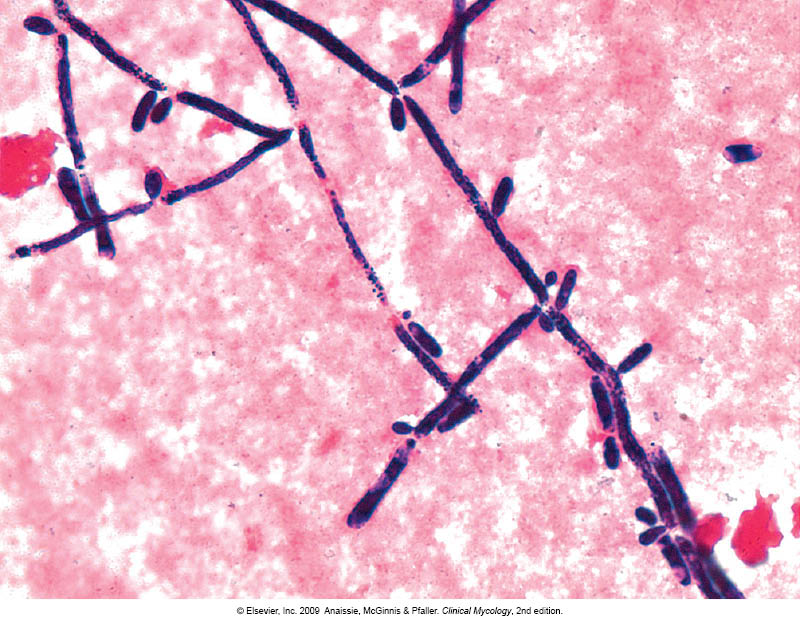 © Elsevier, Inc. 2009 Anaissie, McGinnis & Pfaller. Clinical Mycology, 2nd edition.